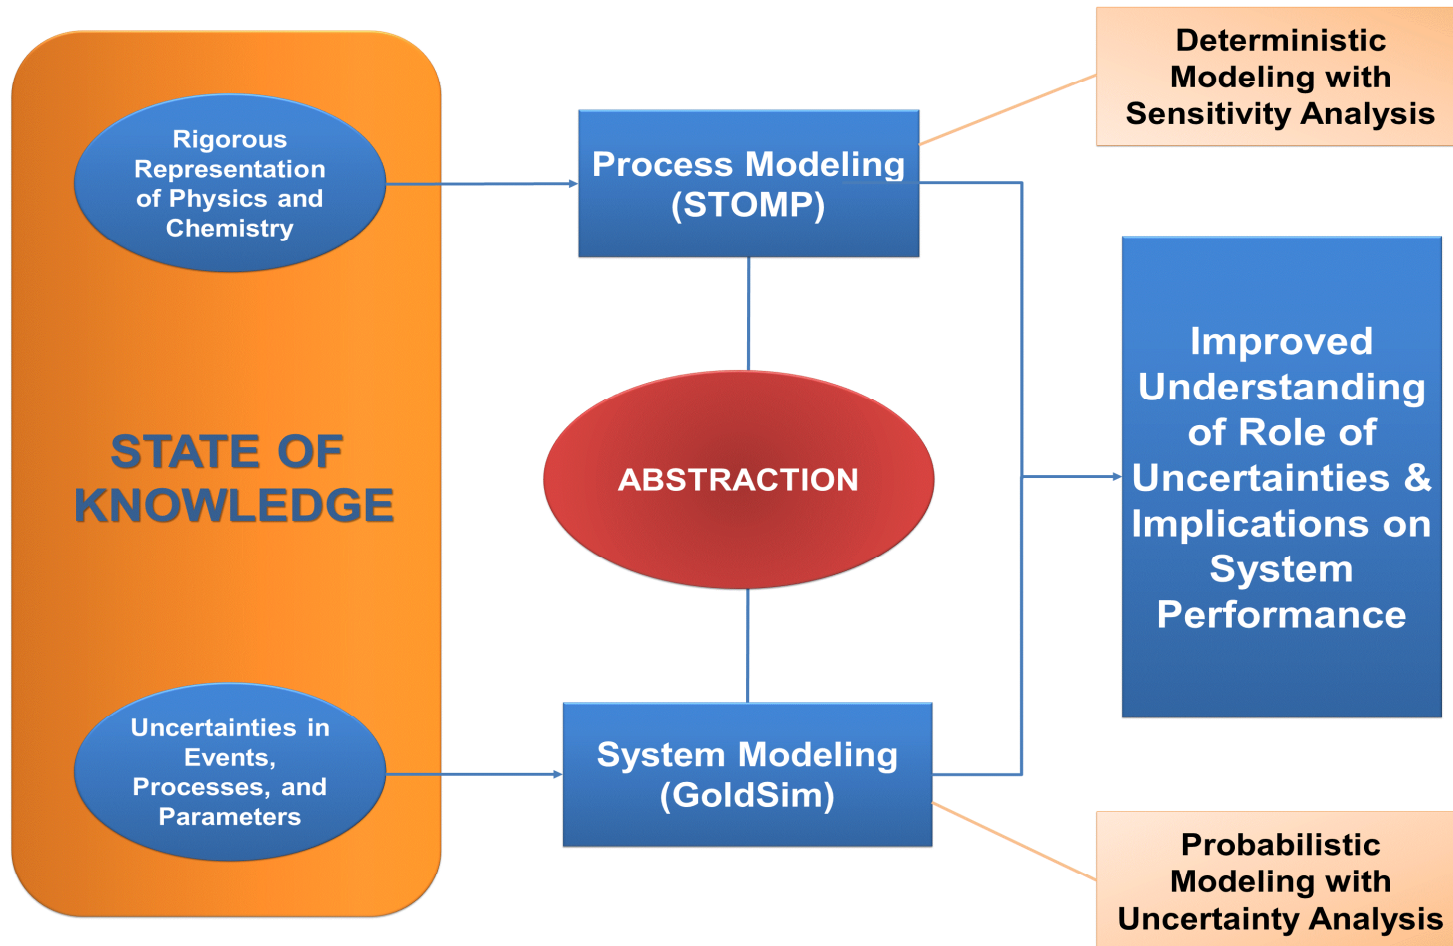 Deterministic
Modeling with
Sensitivity Analysis
Rigorous
Representation
of Physics and
Chemistry
Process Modeling
(STOMP)
STATE OF
KNOWLEDGE
ABSTRACTION
Improved
Understanding
of Role of
Uncertainties &
Implications on
System
Performance
Uncertainties in
Events,
Processes, and
Parameters
System Modeling
(GoldSim)
Probabilistic
Modeling with
Uncertainty Analysis